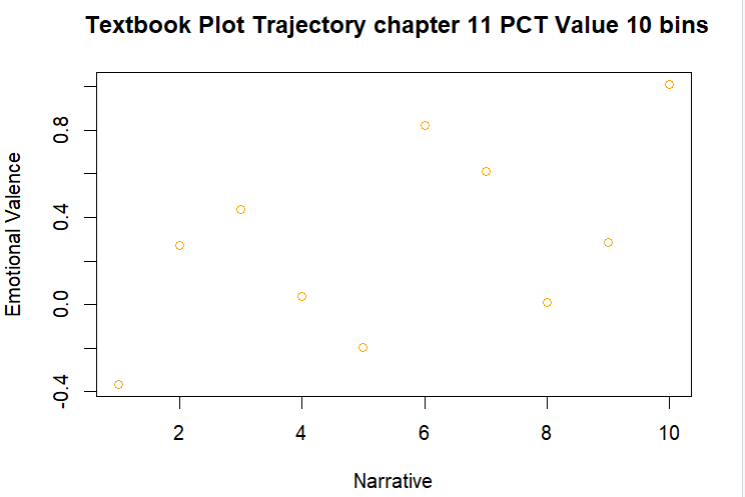 Textbook Plot Trajectory chapter 11 PCT Value 10 bins
Emotional Valence
0.8
0.4
0.0
-0.4
2 4 6 8 10
Narrative